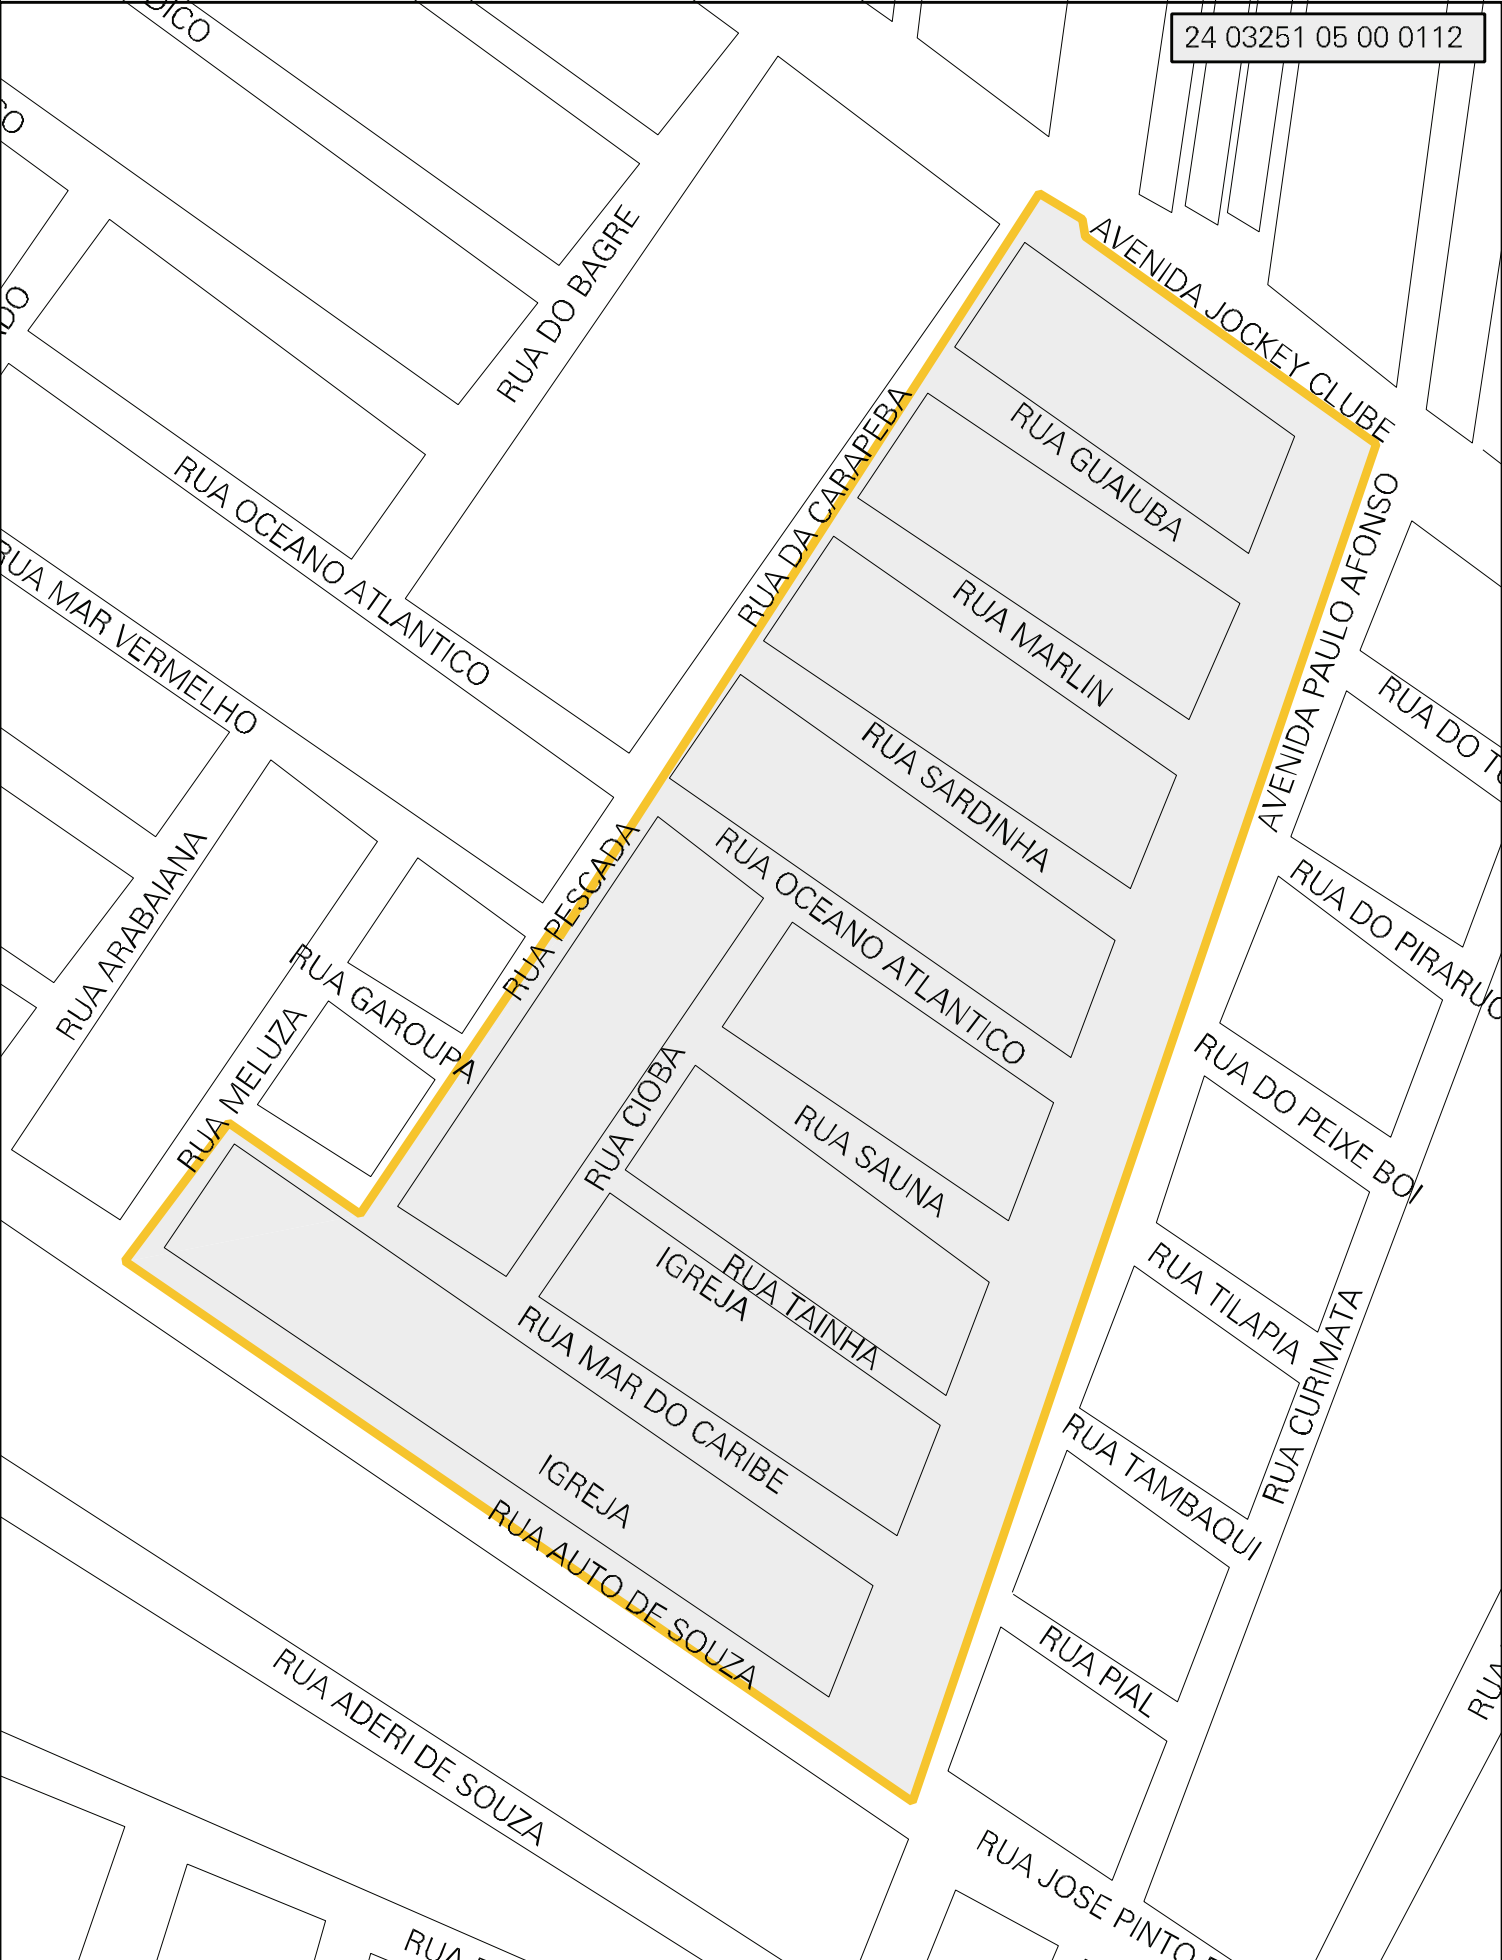 24 03251 05 00 0112
RUA DO BAGRE
AVENIDA JOCKEY CLUBE
RUA DA CARAPEBA
RUA GUAIUBA
AVENIDA PAULO AFONSO
RUA OCEANO ATLANTICO
RUA MAR VERMELHO
RUA MARLIN
RUA DO
RUA SARDINHA
RUA ARABAIANA
RUA PESCADA
RUA OCEANO ATLANTICO
RUA DO PIRARUC
RUA GAROUPA
RUA MELUZA
RUA CIOBA
RUA DO PEIXE BOI
RUA SAUNA
RUA TILAPIA
IGREJA
RUA TAINHA
RUA CURIMATA
RUA MAR DO CARIBE
RUA TAMBAQUI
IGREJA
RUA AUTO DE SOUZA
RUA PIAL
RUA ADERI DE SOUZA
RUA
RUA JOSE PINTO
RUA